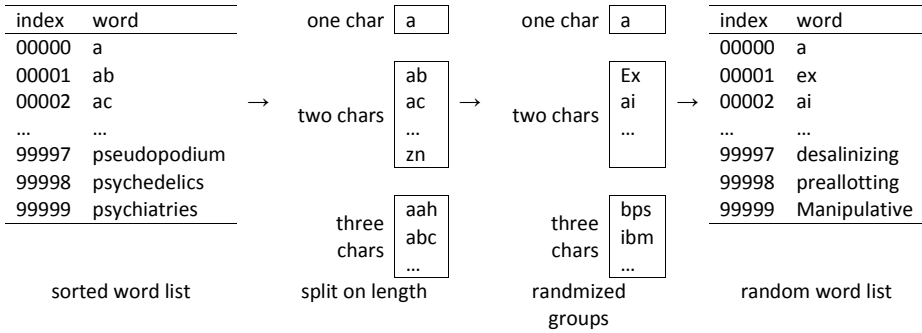 index word
00000 a
00001 ab
00002 ac
… …
99997 pseudopodium
99998 psychedelics
99999 psychiatries
sorted word list
→
one char a
two chars
ab
ac
…
zn
three
chars
aah
abc
…
split on length
→
one char a
two chars
Ex
ai
…
three
chars
bps
ibm
…
randmized
groups
→
index word
00000 a
00001 ex
00002 ai
… …
99997 desalinizing
99998 preallotting
99999 Manipulative
random word list